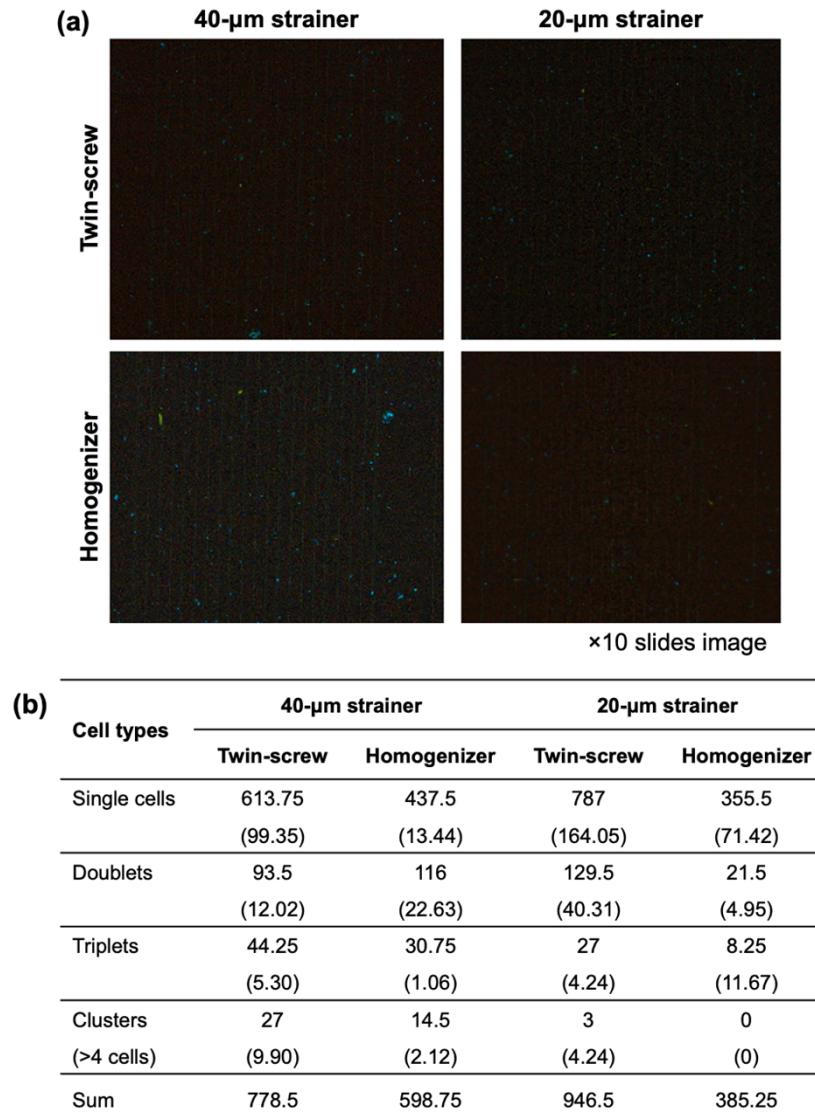 (a)
40-µm strainer 20-µm strainer
Twin-screw
Homogenizer
×10 slides image
(b)
Cell types 40-µm strainer 20-µm strainer
Twin-screw Homogenizer Twin-screw Homogenizer
Single cells 613.75 437.5 787 355.5
(99.35) (13.44) (164.05) (71.42)
Doublets 93.5 116 129.5 21.5
(12.02) (22.63) (40.31) (4.95)
Triplets 44.25 30.75 27 8.25
(5.30) (1.06) (4.24) (11.67)
Clusters 27 14.5 3 0
(>4 cells) (9.90) (2.12) (4.24) (0)
Sum 778.5 598.75 946.5 385.25